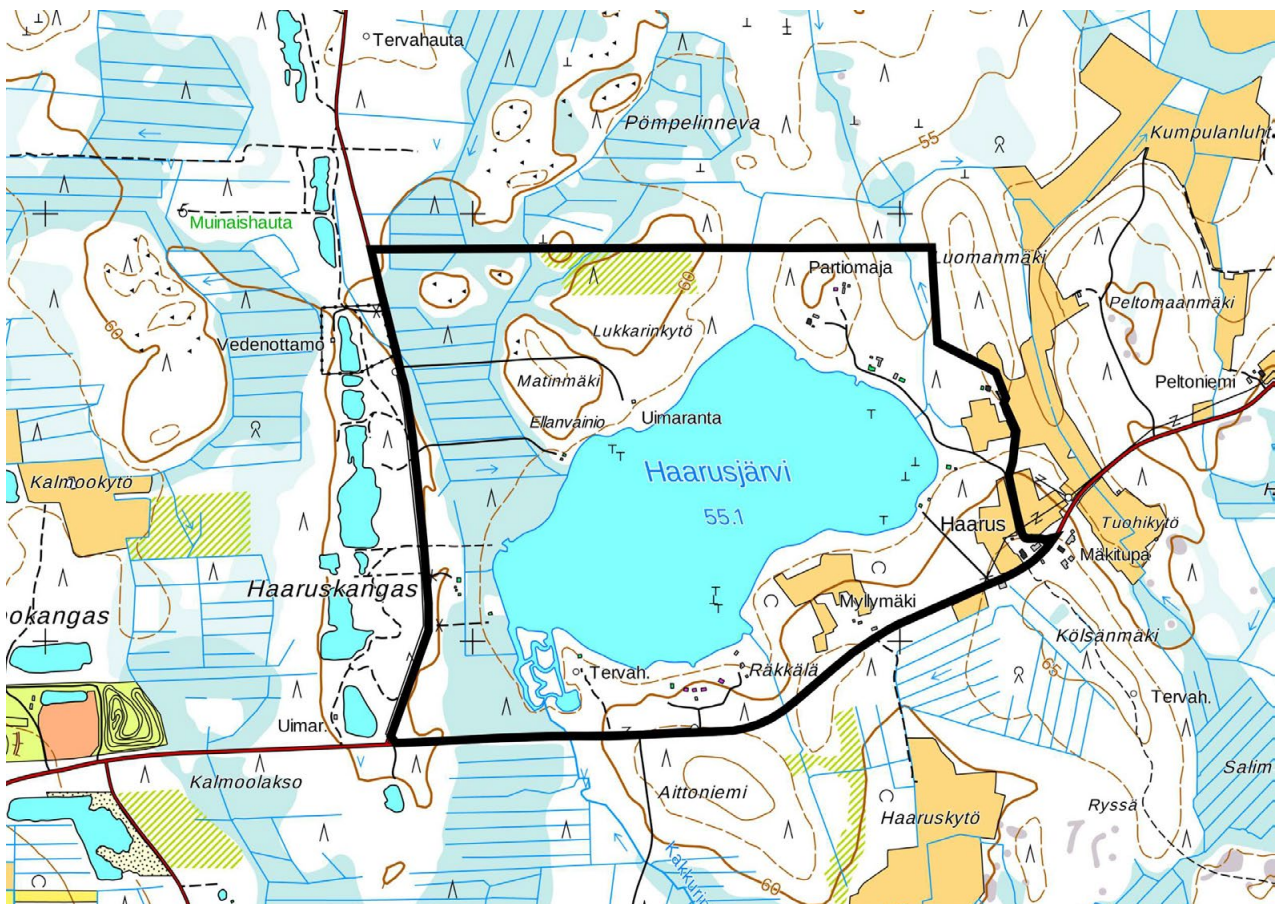 Tervahauta
Pömpelinneva
55
Kumpulanluht
Muinaishauta
Luomanmäki
Partiomaja
60
Peltomaanmäki
60
Lukkarinkytö
Vedenottamo
Matinmäki
Peltoniemi
Ellanvainio
Uimaranta
Haarusjärvi
Kalmookytö
55.1
Haarus
Tuohikytö
Mäkitupa
Haaruskangas
Myllymäki
okangas
Kölsänmäki
Tervah.
Räkkälä
65
Tervah.
Uimar.
Salim
Kalmoolakso
Aittoniemi
Ryssä
Haaruskytö
Kakkurin
60